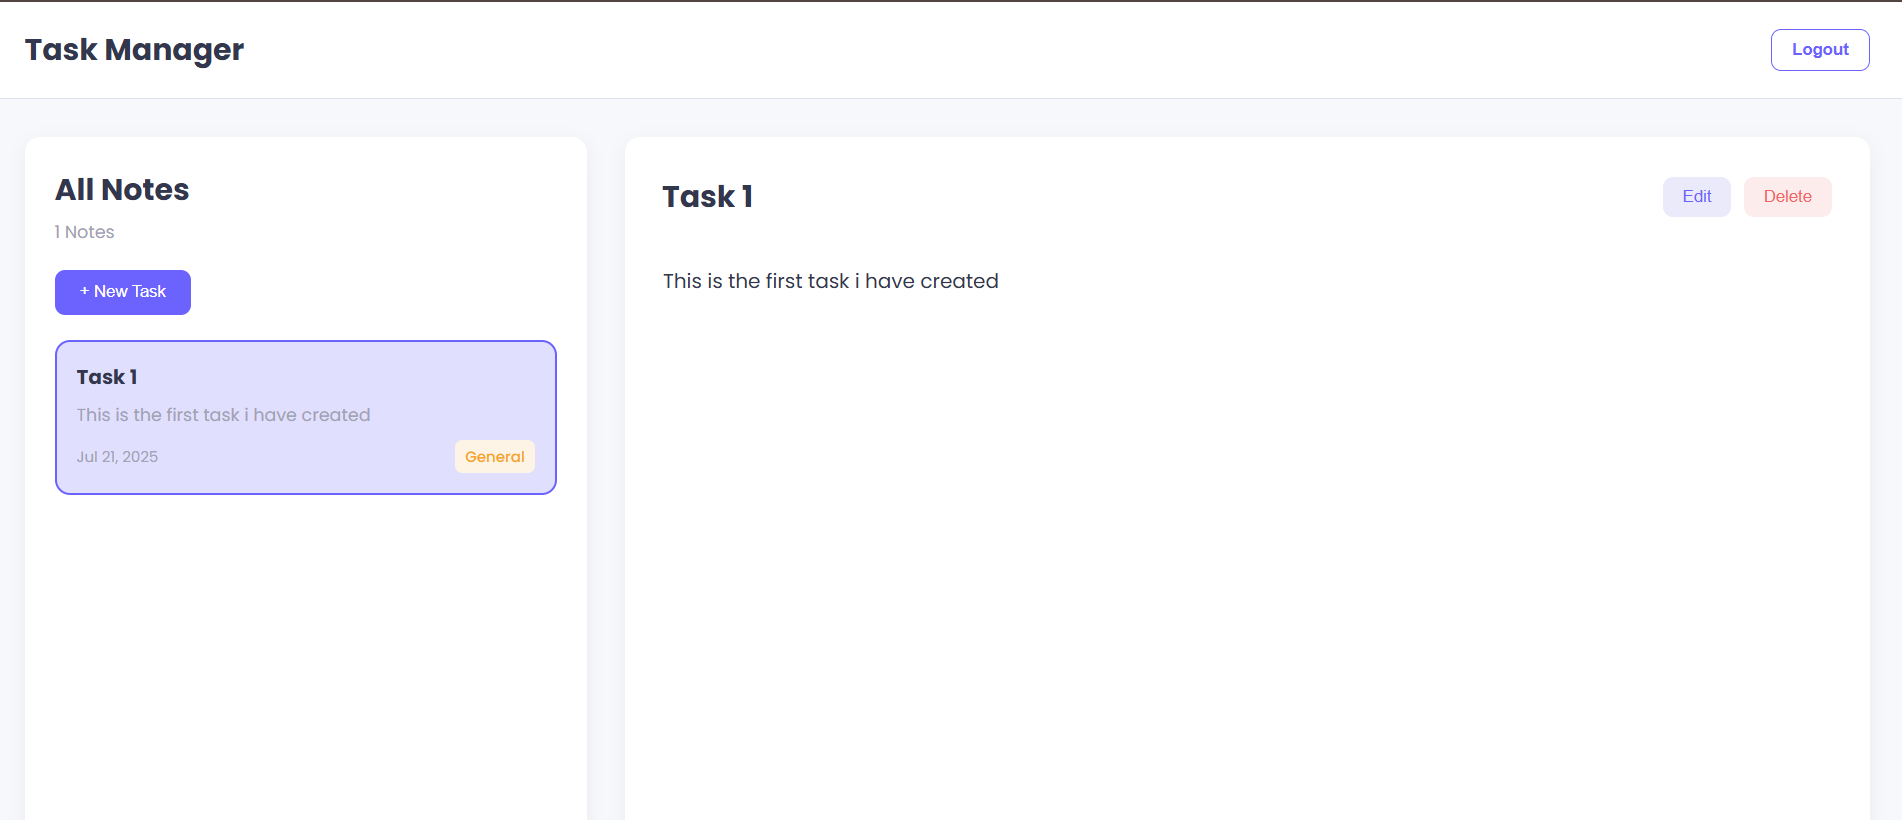 Task Manager
Logout
All Notes
1 Notes
+ New Task
Task 1
This is the first task i have created
Jul 21, 2025
General
Task 1
Edit
Delete
This is the first task i have created